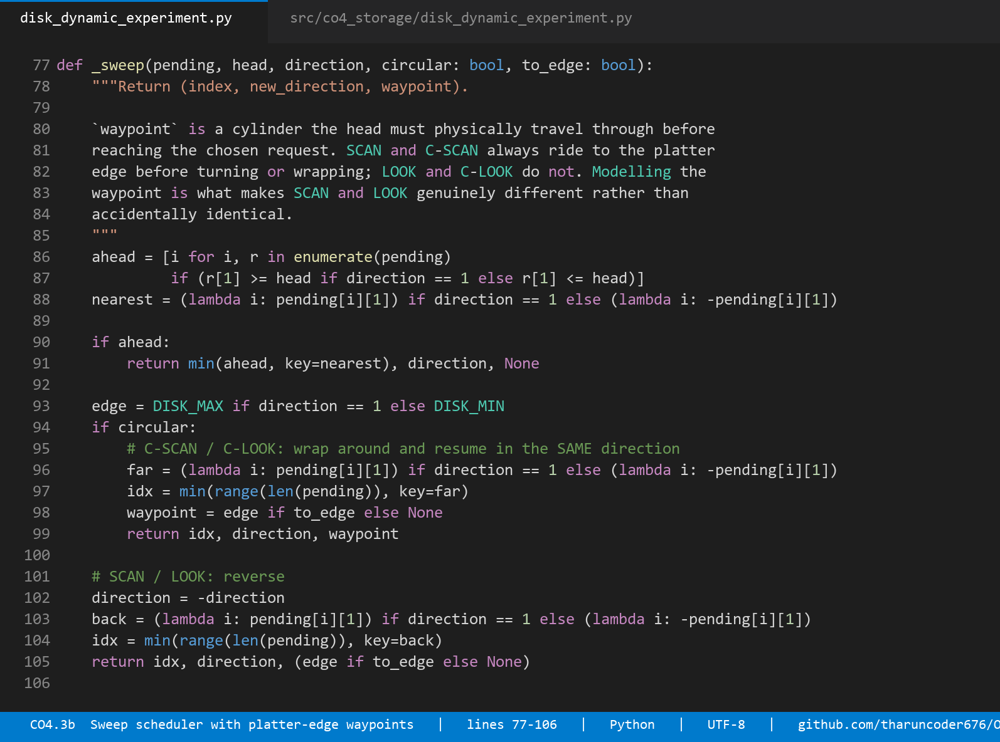 disk_dynamic_experiment.py    src/co4_storage/disk_dynamic_experiment.py
77 def _sweep(pending, head, direction, circular: bool, to_edge: bool):
78     """Return (index, new_direction, waypoint).
79
80     `waypoint` is a cylinder the head must physically travel through before
81     reaching the chosen request. SCAN and C-SCAN always ride to the platter
82     edge before turning or wrapping; LOOK and C-LOOK do not. Modelling the
83     waypoint is what makes SCAN and LOOK genuinely different rather than
84     accidentally identical.
85     """
86     ahead = [i for i, r in enumerate(pending)
87              if (r[1] >= head if direction == 1 else r[1] <= head)]
88     nearest = (lambda i: pending[i][1]) if direction == 1 else (lambda i: -pending[i][1])
89
90     if ahead:
91         return min(ahead, key=nearest), direction, None
92
93     edge = DISK_MAX if direction == 1 else DISK_MIN
94     if circular:
95         # C-SCAN / C-LOOK: wrap around and resume in the SAME direction
96         far = (lambda i: pending[i][1]) if direction == 1 else (lambda i: -pending[i][1])
97         idx = min(range(len(pending)), key=far)
98         waypoint = edge if to_edge else None
99         return idx, direction, waypoint
100
101     # SCAN / LOOK: reverse
102     direction = -direction
103     back = (lambda i: pending[i][1]) if direction == 1 else (lambda i: -pending[i][1])
104     idx = min(range(len(pending)), key=back)
105     return idx, direction, (edge if to_edge else None)
106
CO4.3b  Sweep scheduler with platter-edge waypoints   |   lines 77-106   |   Python   |   UTF-8   |   github.com/tharuncoder676/O